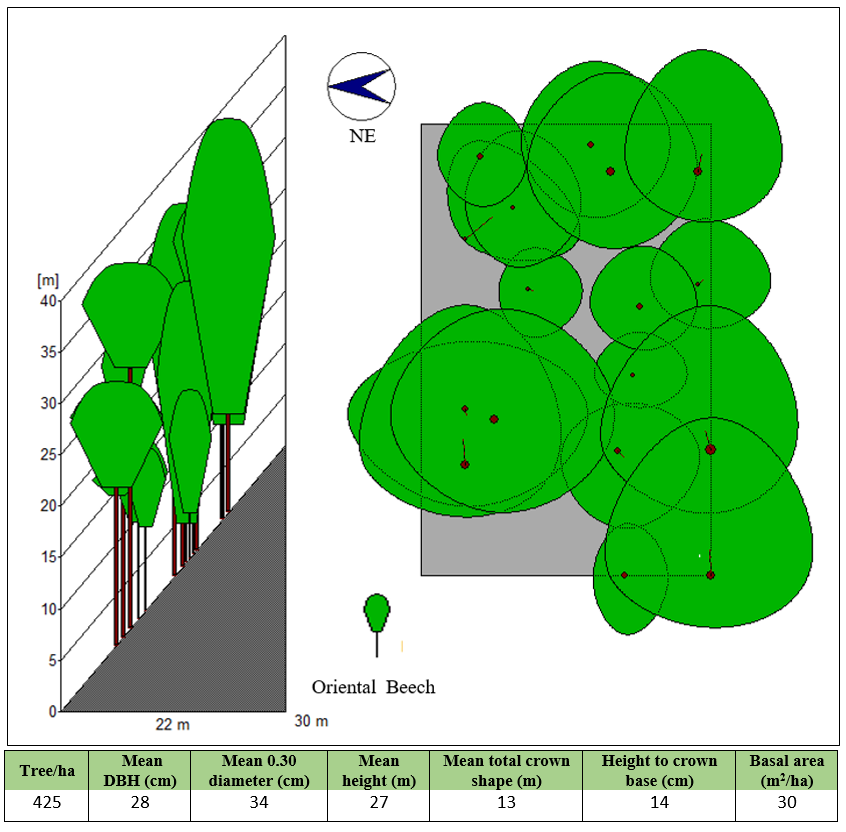 NE
[m]
40
35
30
25
20
15
10
5
0
22 m
30 m
Oriental Beech
Tree/ha
Mean
DBH (cm)
Mean 0.30
diameter (cm)
Mean
height (m)
Mean total crown
shape (m)
Height to crown
base (cm)
Basal area
(m²/ha)
425 28 34 27 13 14 30